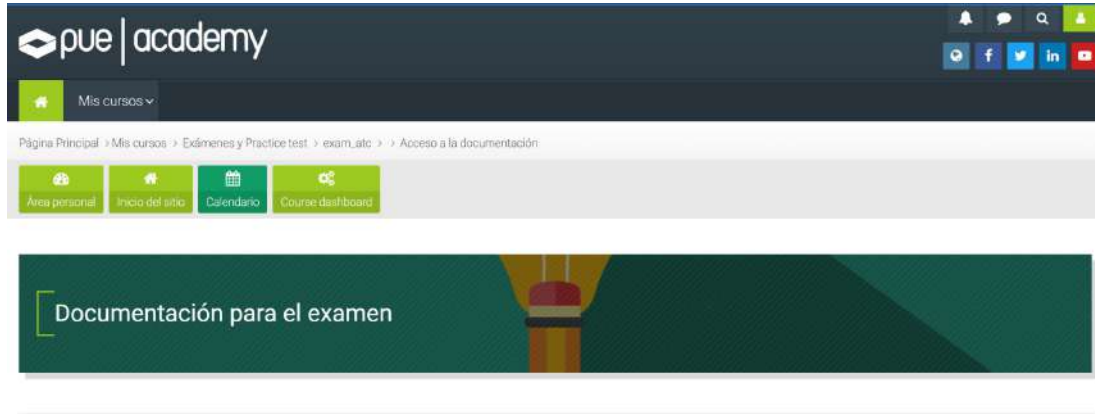 pue | academy
Mis cursos
Página Principal > Mis cursos > Exámenes y Practice test > exam_atc > > Acceso a la documentación
Área personal
Inicio del sitio
Calendario
Course dashboard
Documentación para el examen